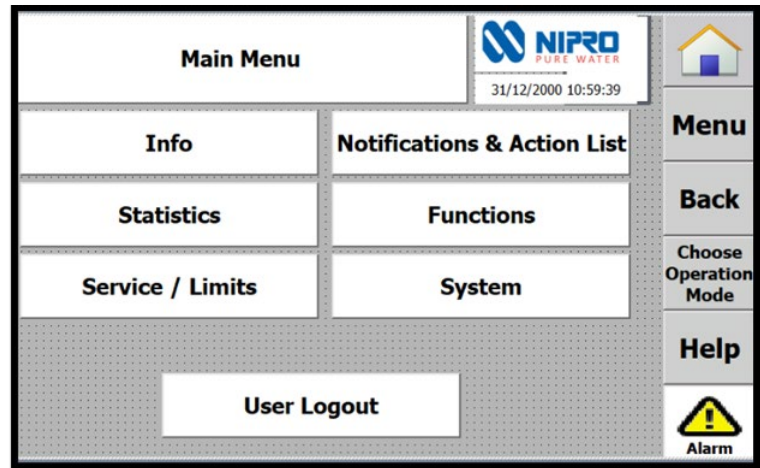 Main Menu
NIPRO
PURE WATER
31/12/2000 10:59:39
Info
Notifications & Action List
Statistics
Functions
Service / Limits
System
User Logout
Menu
Back
Choose
Operation
Mode
Help
Alarm